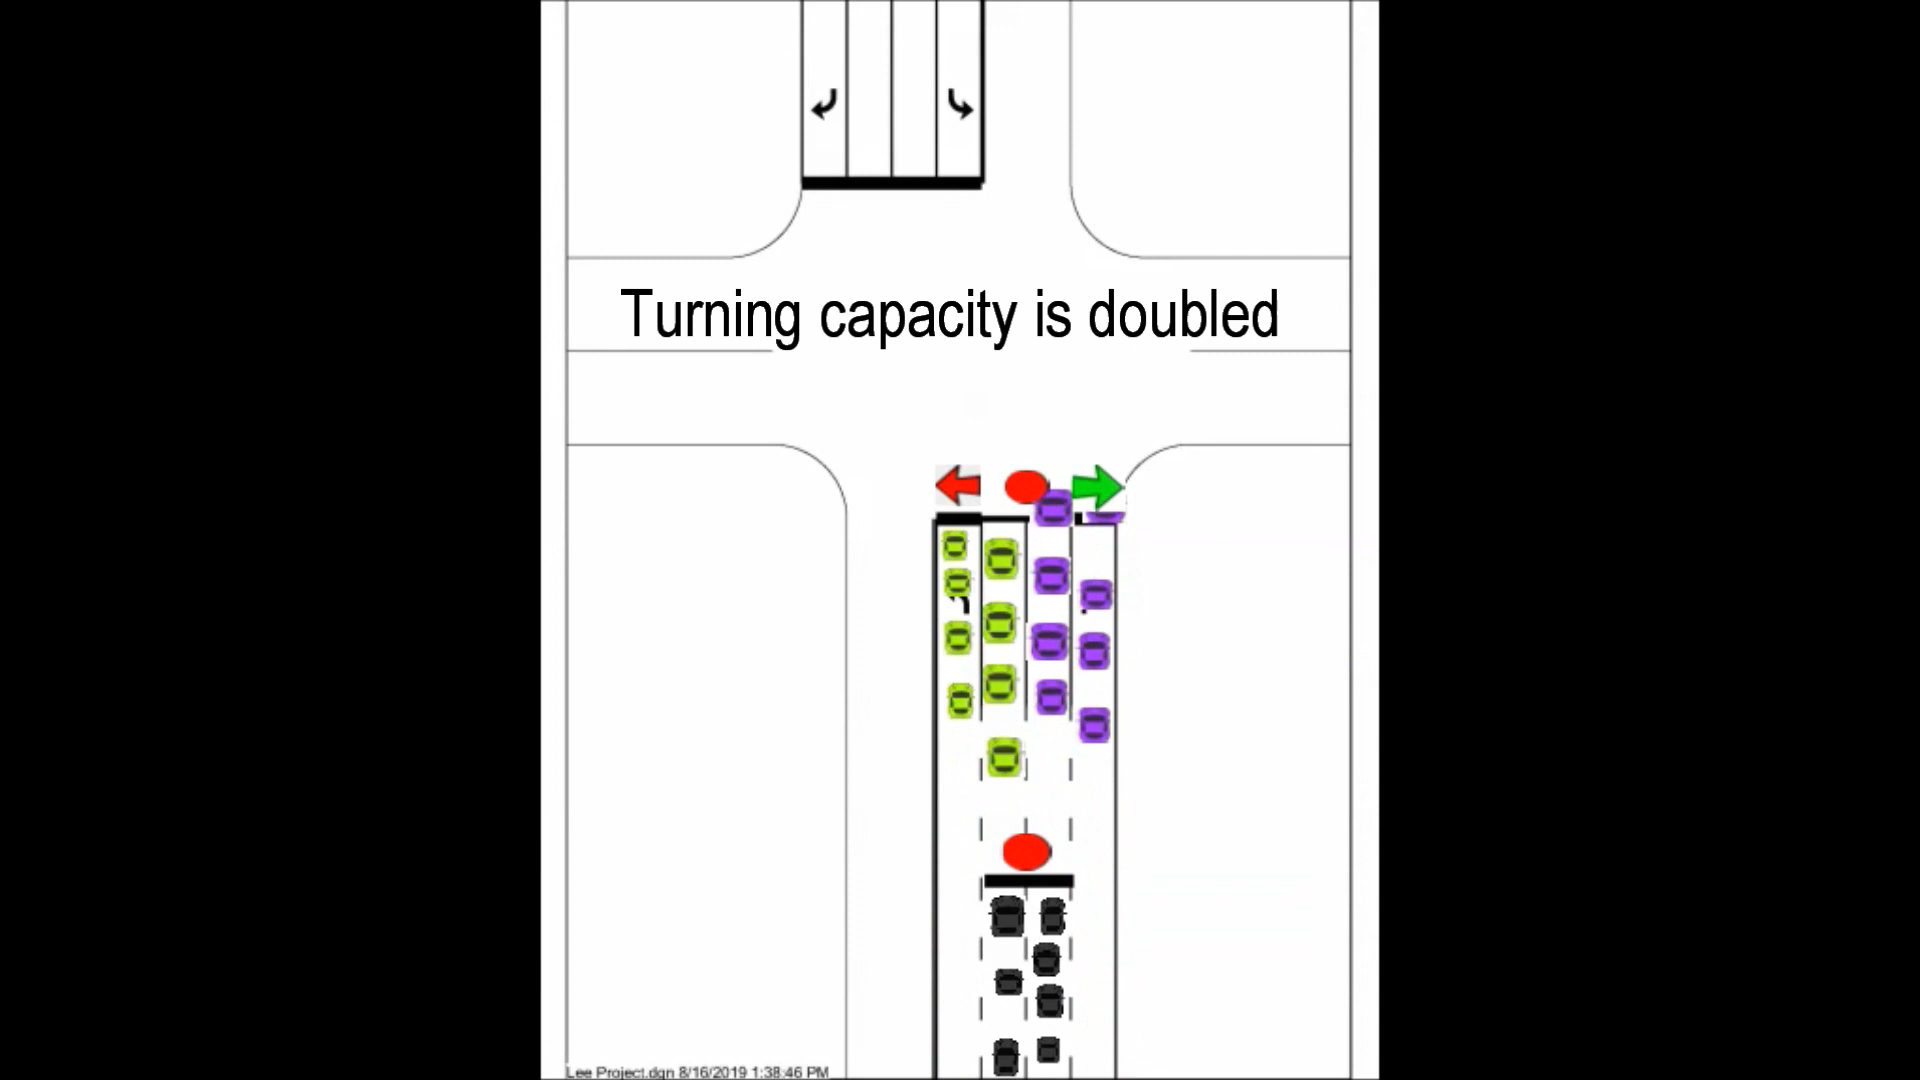 Turning capacity is doubled
Lee Project.dgn 8/16/2019 1:38:46 PM